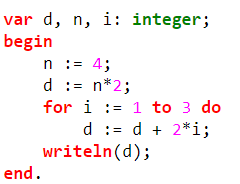 var d, n, i: integer;
begin
    n := 4;
    d := n*2;
    for i := 1 to 3 do
        d := d + 2*i;
    writeln(d);
end.